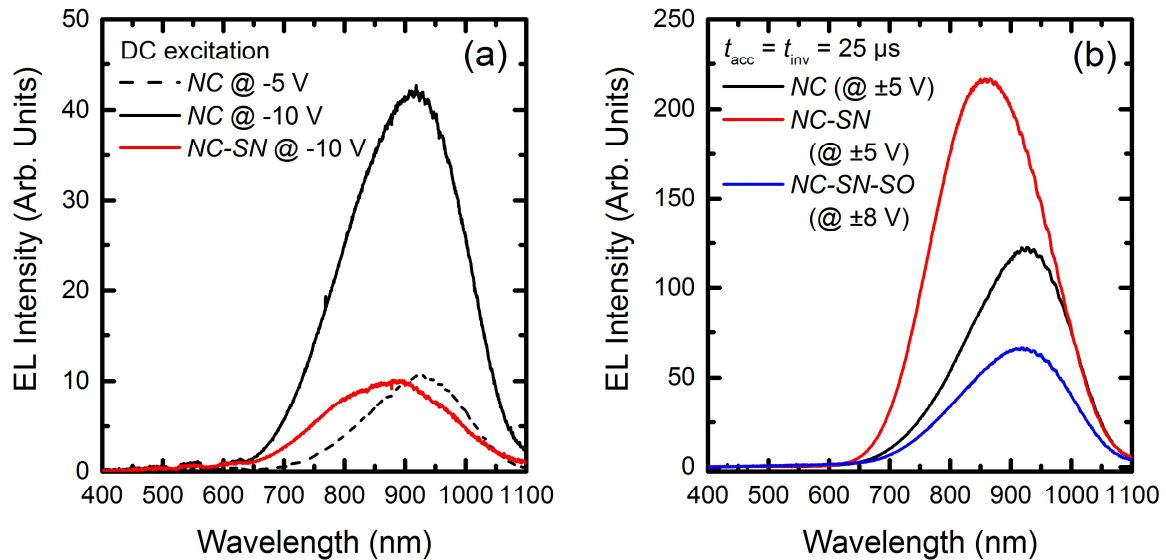 (a)
DC excitation
NC @ -5 V
NC @ -10 V
NC-SN @ -10 V
EL Intensity (Arb. Units)
50
40
30
20
10
0
400 500 600 700 800 900 1000 1100
Wavelength (nm)
(b)
t_acc = t_inv = 25 µs
NC (@ ±5 V)
NC-SN
(@ ±5 V)
NC-SN-SO
(@ ±8 V)
EL Intensity (Arb. Units)
250
200
150
100
50
0
400 500 600 700 800 900 1000 1100
Wavelength (nm)